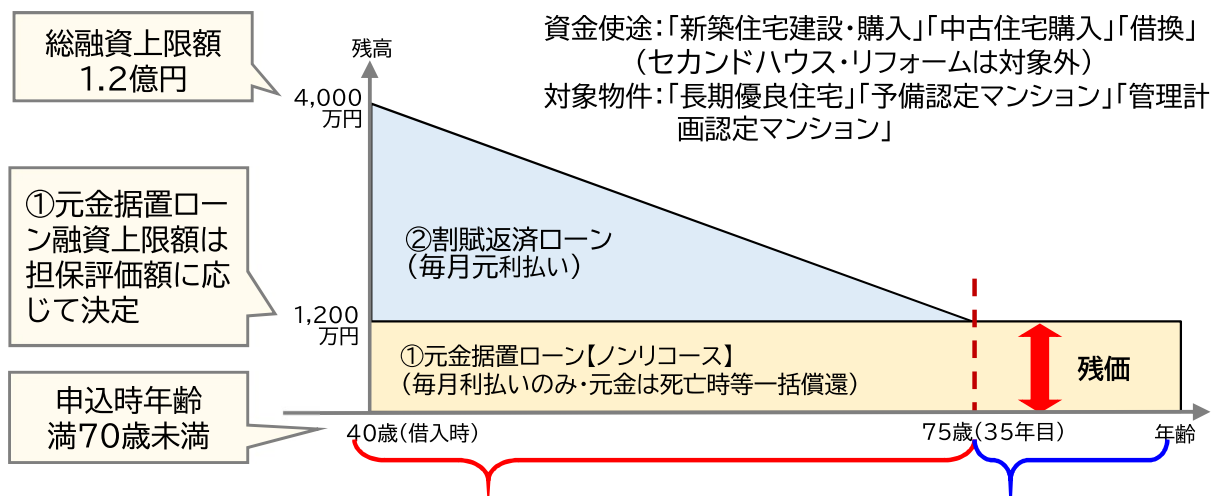 総融資上限額
1.2億円
残高
資金使途:「新築住宅建設・購入」「中古住宅購入」「借換」
(セカンドハウス・リフォームは対象外)
対象物件:「長期優良住宅」「予備認定マンション」「管理計
画認定マンション」
4,000
万円
①元金据置ロー
ン融資上限額は
担保評価額に応
じて決定
②割賦返済ローン
(毎月元利払い)
1,200
万円
①元金据置ローン【ノンリコース】
(毎月利払いのみ・元金は死亡時等一括償還)
残価
申込時年齢
満70歳未満
40歳(借入時)
75歳(35年目)
年齢